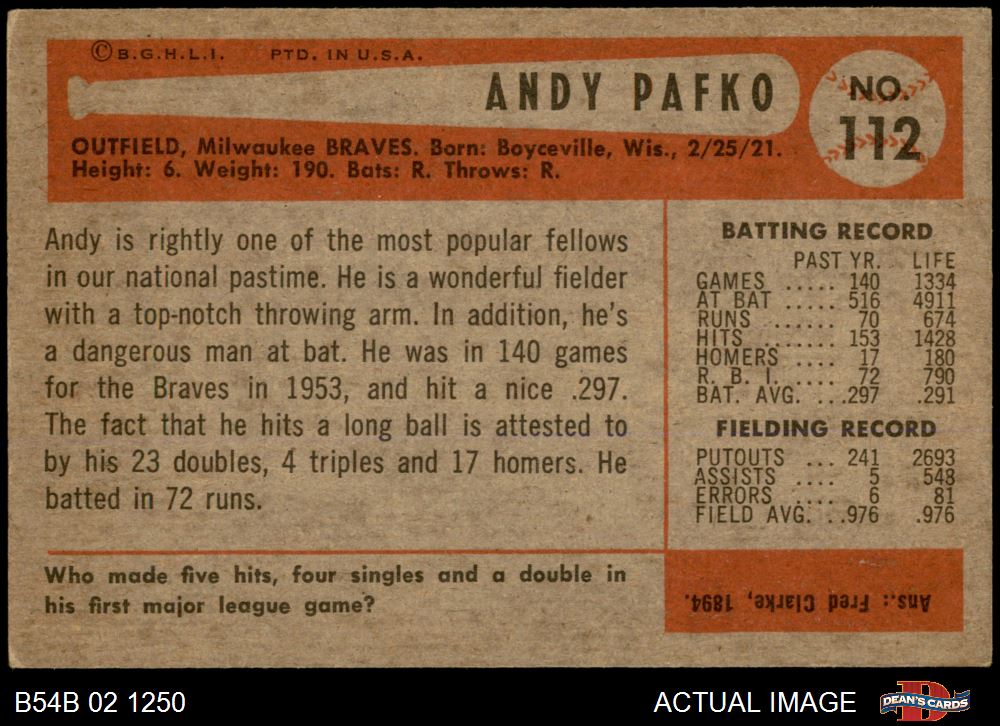 ©B.G.H.L.I. PTD. IN U.S.A.
ANDY PAFKO
NO.
112
OUTFIELD, Milwaukee BRAVES. Born: Boyceville, Wis., 2/25/21.
Height: 6. Weight: 190. Bats: R. Throws: R.
Andy is rightly one of the most popular fellows
in our national pastime. He is a wonderful fielder
with a top-notch throwing arm. In addition, he's
a dangerous man at bat. He was in 140 games
for the Braves in 1953, and hit a nice .297.
The fact that he hits a long ball is attested to
by his 23 doubles, 4 triples and 17 homers. He
batted in 72 runs.
BATTING RECORD
PAST YR. LIFE
GAMES ..... 140 1334
AT BAT ..... 516 4911
RUNS ...... 70 674
HITS ....... 153 1428
HOMERS .... 17 180
R. B. I. ..... 72 790
BAT. AVG. ... .297 .291
FIELDING RECORD
PUTOUTS ... 241 2693
ASSISTS .... 5 548
ERRORS .... 6 81
FIELD AVG. . .976 .976
Who made five hits, four singles and a double in
his first major league game?
Ans.: Fred Clarke, 1894.
B54B 02 1250
ACTUAL IMAGE
D
DEAN'S CARDS